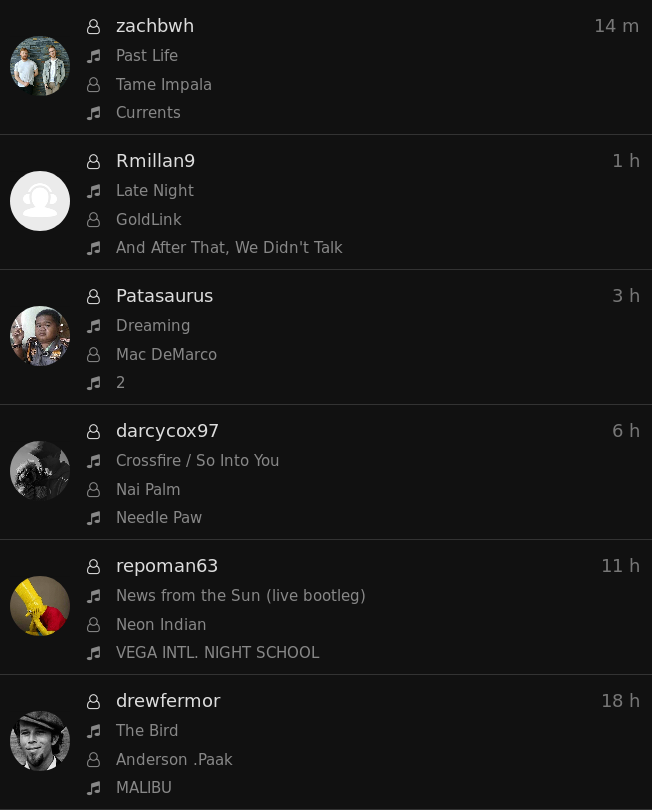 zachbwh 14 m
Past Life
Tame Impala
Currents
Rmillan9 1 h
Late Night
GoldLink
And After That, We Didn't Talk
Patasaurus 3 h
Dreaming
Mac DeMarco
2
darcycox97 6 h
Crossfire / So Into You
Nai Palm
Needle Paw
repoman63 11 h
News from the Sun (live bootleg)
Neon Indian
VEGA INTL. NIGHT SCHOOL
drewfermor 18 h
The Bird
Anderson .Paak
MALIBU